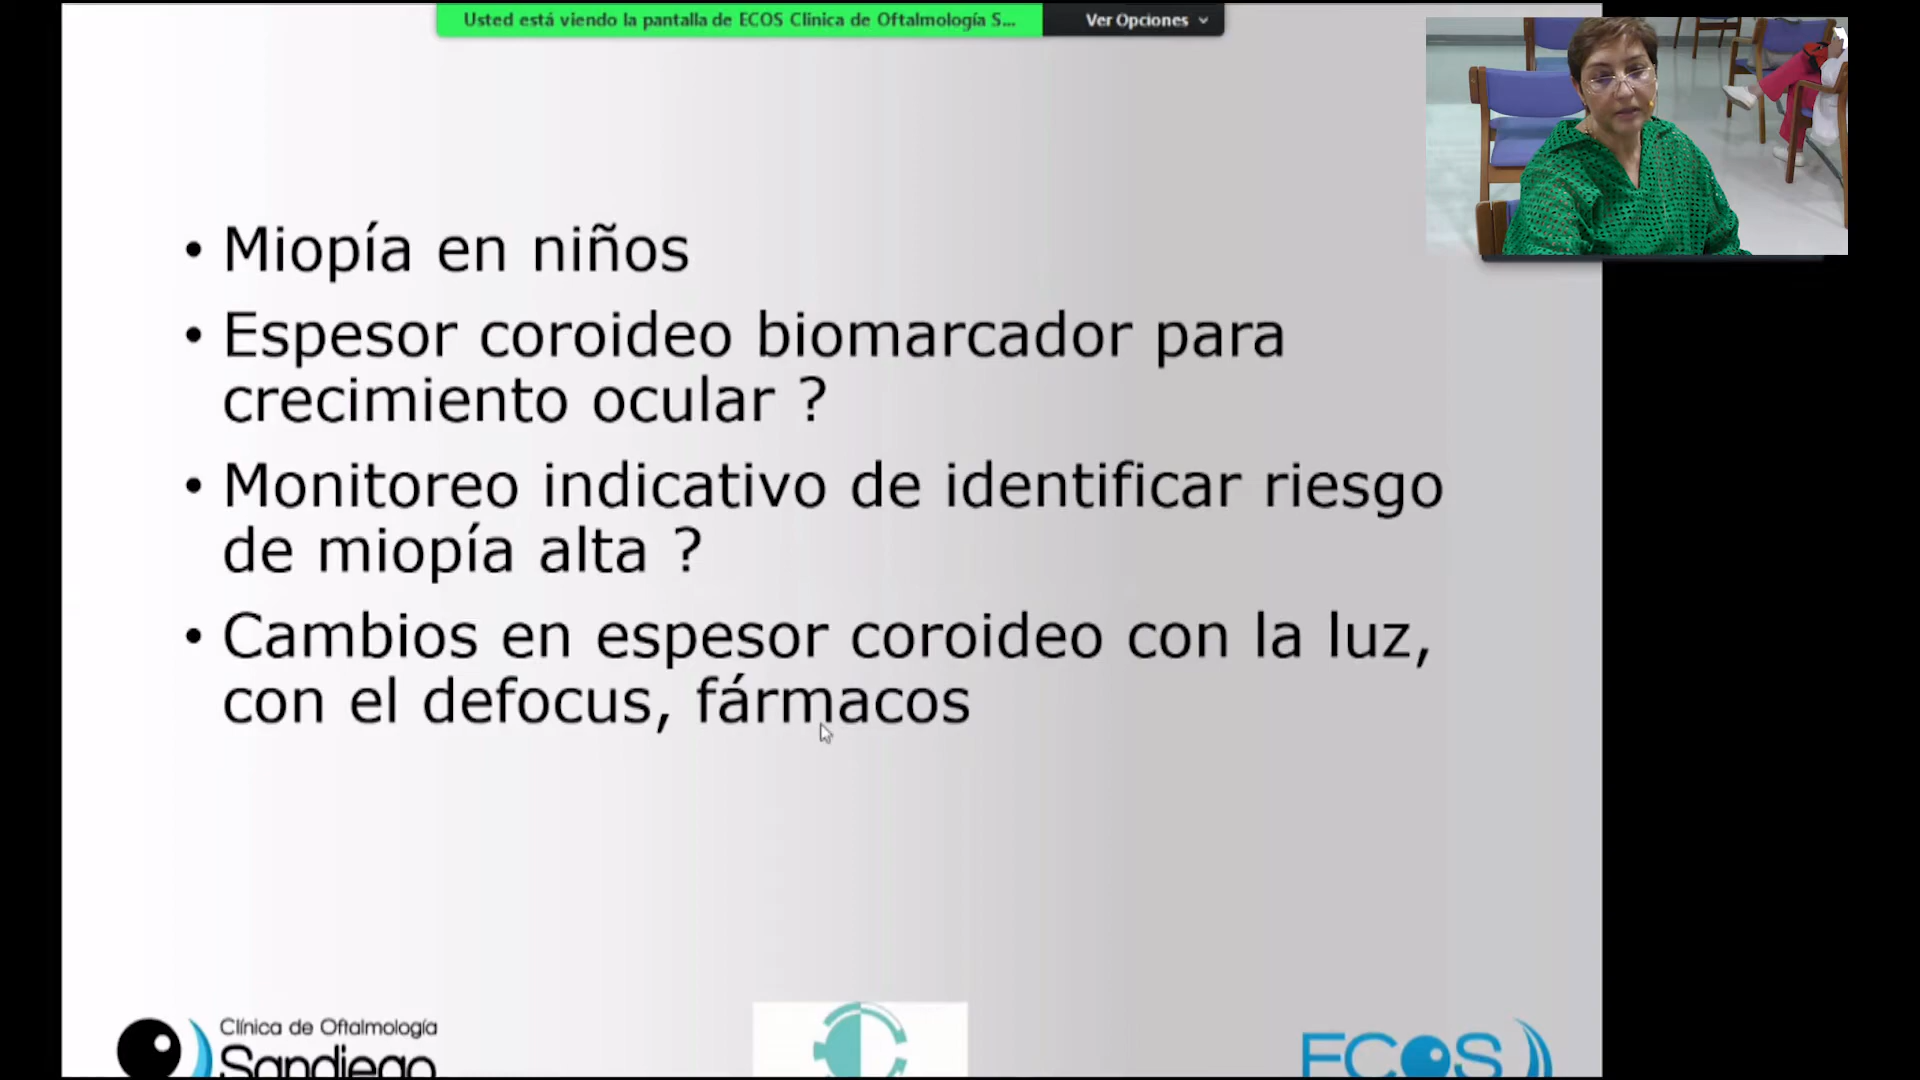 Usted está viendo la pantalla de ECOS Clinica de Oftalmología S...
Ver Opciones
• Miopía en niños
• Espesor coroideo biomarcador para
crecimiento ocular ?
• Monitoreo indicativo de identificar riesgo
de miopía alta ?
• Cambios en espesor coroideo con la luz,
con el defocus, fármacos
Clínica de Oftalmología
Sandiego
ECOS